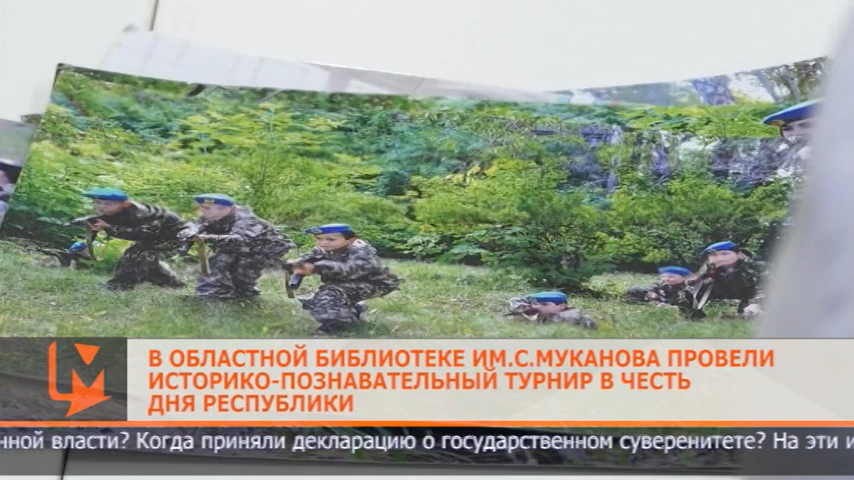 В ОБЛАСТНОЙ БИБЛИОТЕКЕ ИМ.С.МУКАНОВА ПРОВЕЛИ
ИСТОРИКО-ПОЗНАВАТЕЛЬНЫЙ ТУРНИР В ЧЕСТЬ
ДНЯ РЕСПУБЛИКИ
нной власти? Когда приняли декларацию о государственном суверенитете? На эти и